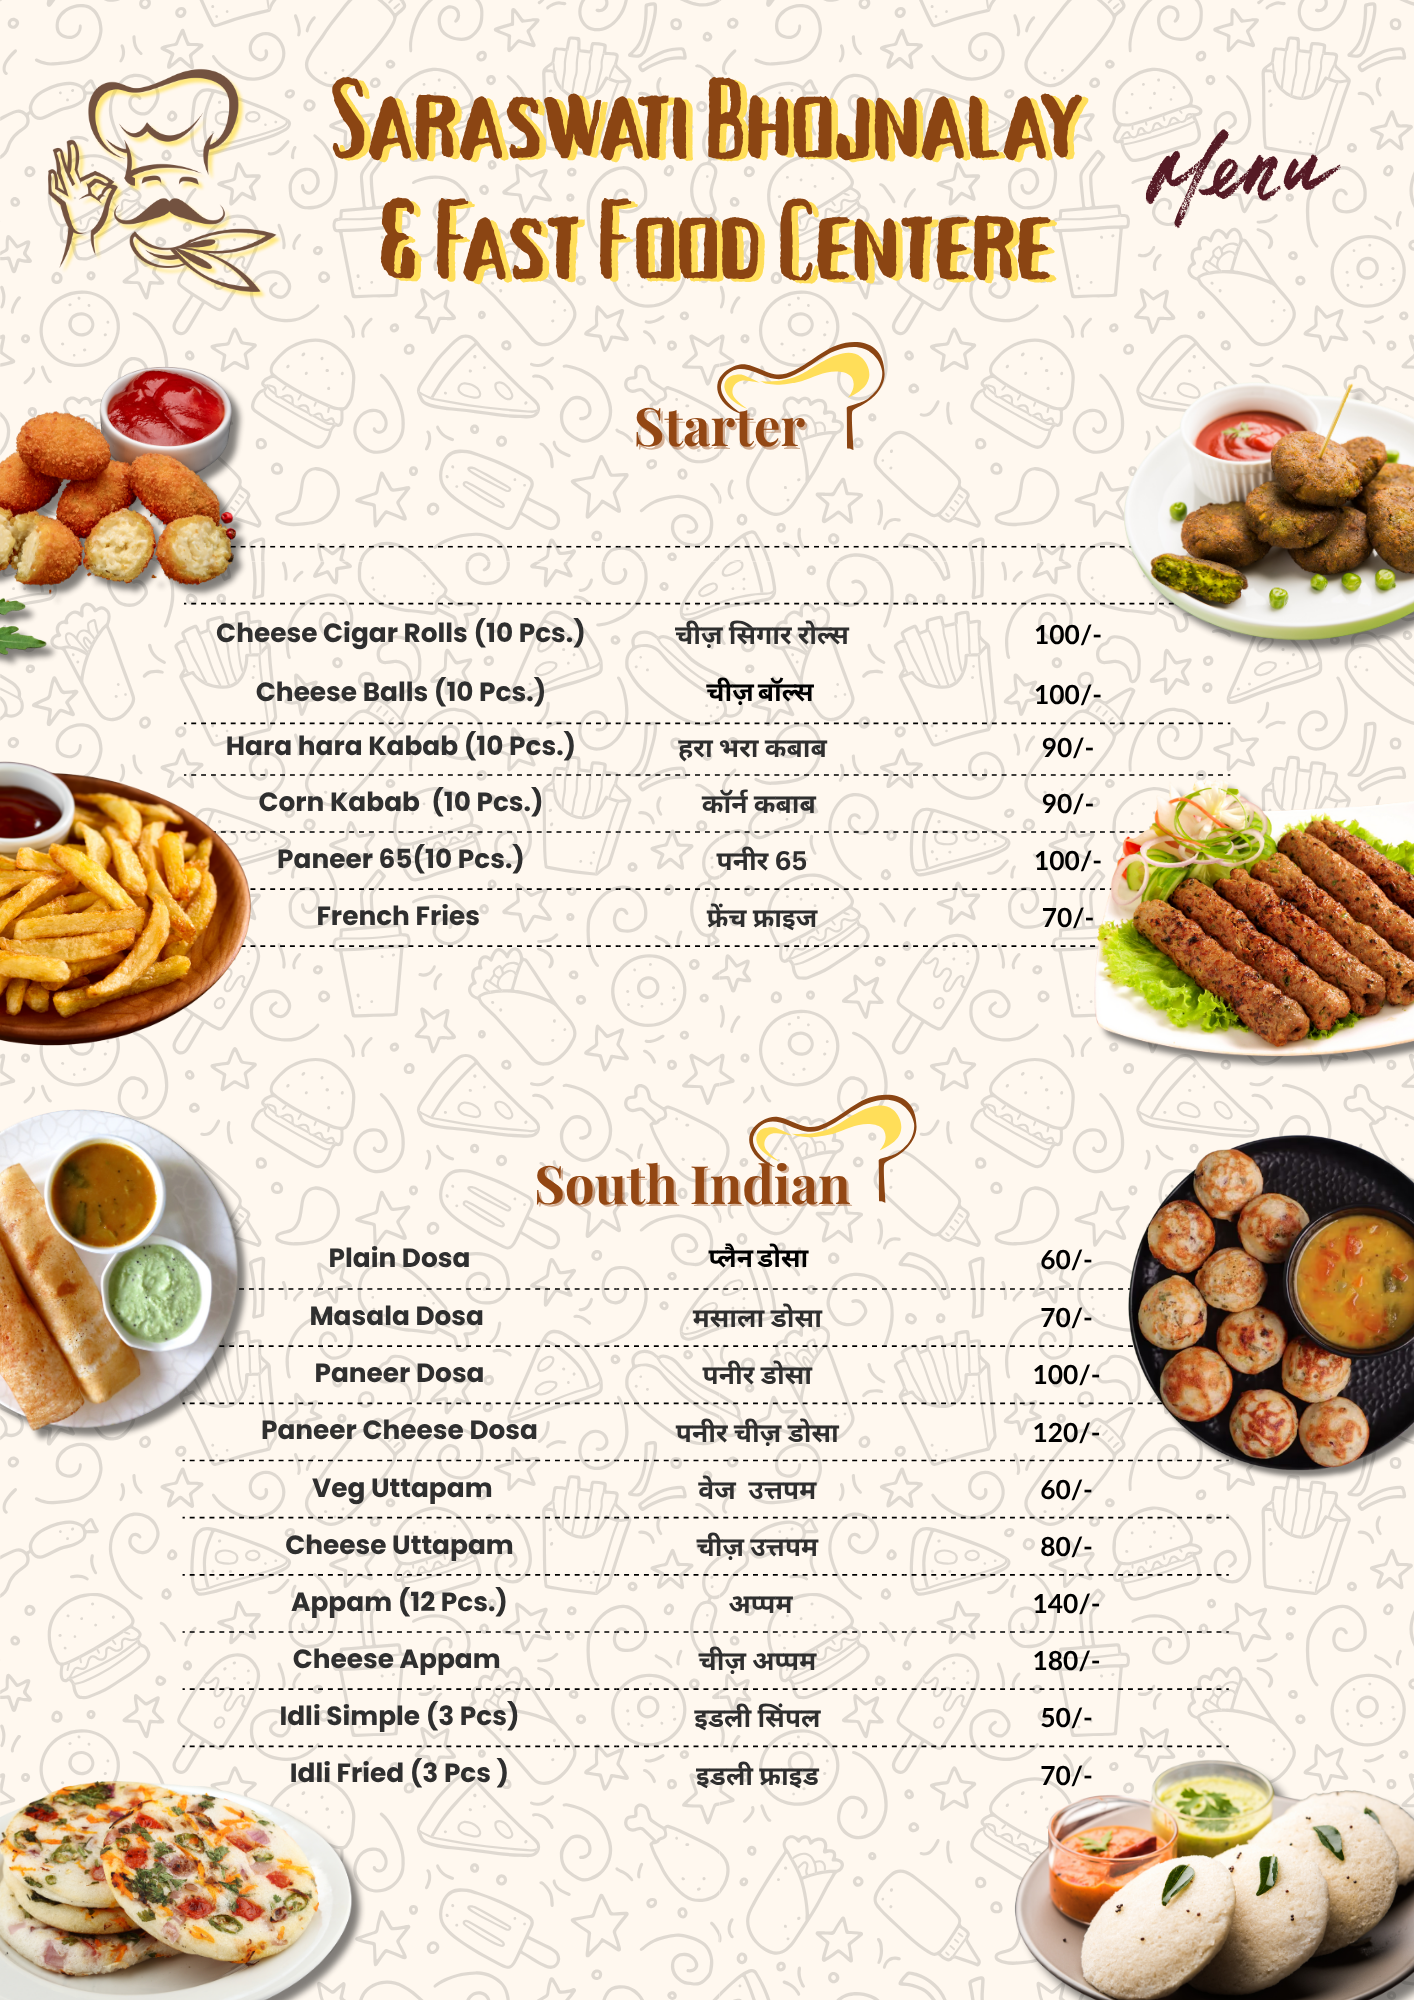 Saraswati Bhojnalay
& Fast Food Centere
Menu
Starter
Cheese Cigar Rolls (10 Pcs.) चीज़ सिगार रोल्स 100/-
Cheese Balls (10 Pcs.) चीज़ बॉल्स 100/-
Hara hara Kabab (10 Pcs.) हरा भरा कबाब 90/-
Corn Kabab (10 Pcs.) कॉर्न कबाब 90/-
Paneer 65(10 Pcs.) पनीर 65 100/-
French Fries फ्रेंच फ्राइज 70/-
South Indian
Plain Dosa प्लैन डोसा 60/-
Masala Dosa मसाला डोसा 70/-
Paneer Dosa पनीर डोसा 100/-
Paneer Cheese Dosa पनीर चीज़ डोसा 120/-
Veg Uttapam वेज उत्तपम 60/-
Cheese Uttapam चीज़ उत्तपम 80/-
Appam (12 Pcs.) अप्पम 140/-
Cheese Appam चीज़ अप्पम 180/-
Idli Simple (3 Pcs) इडली सिंपल 50/-
Idli Fried (3 Pcs ) इडली फ्राइड 70/-